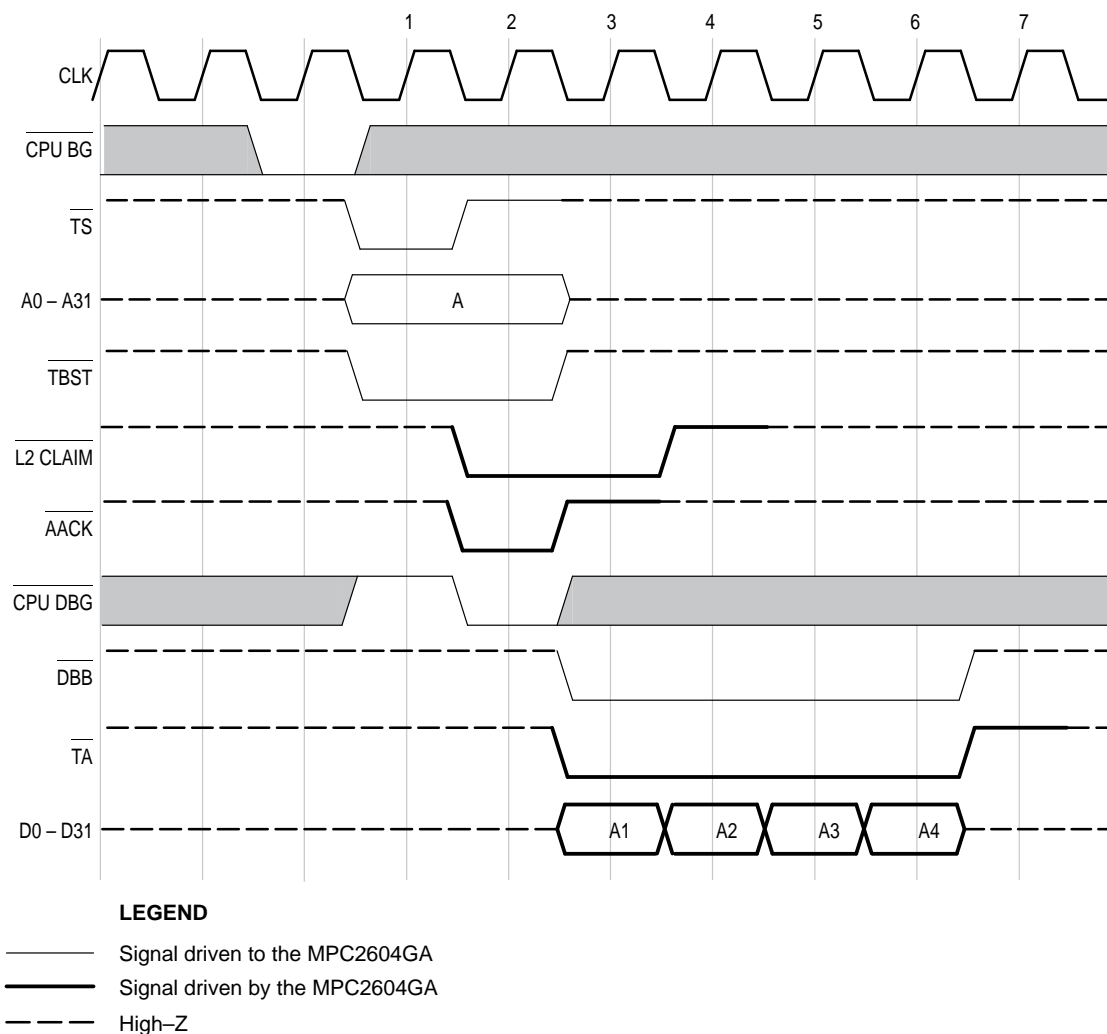 1 2 3 4 5 6 7
CLK
CPU BG
TS
A0 – A31
A
TBST
L2 CLAIM
AACK
CPU DBG
DBB
TA
D0 – D31
A1 A2 A3 A4
LEGEND
Signal driven to the MPC2604GA
Signal driven by the MPC2604GA
High–Z